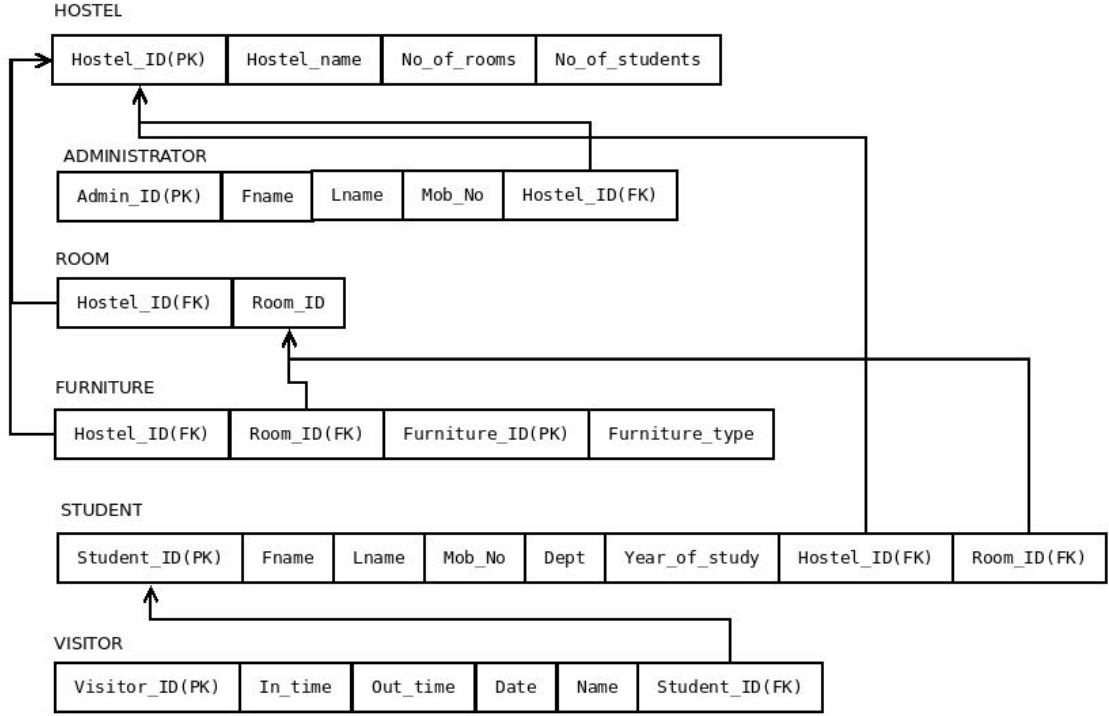 HOSTEL
Hostel_ID(PK) Hostel_name No_of_rooms No_of_students
ADMINISTRATOR
Admin_ID(PK) Fname Lname Mob_No Hostel_ID(FK)
ROOM
Hostel_ID(FK) Room_ID
FURNITURE
Hostel_ID(FK) Room_ID(FK) Furniture_ID(PK) Furniture_type
STUDENT
Student_ID(PK) Fname Lname Mob_No Dept Year_of_study Hostel_ID(FK) Room_ID(FK)
VISITOR
Visitor_ID(PK) In_time Out_time Date Name Student_ID(FK)